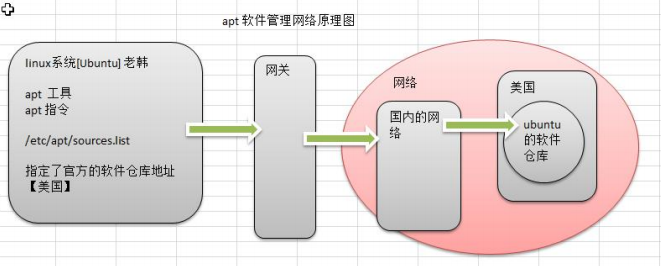 apt 软件管理网络原理图
linux系统[Ubuntu] 老韩
apt 工具
apt 指令
/etc/apt/sources.list
指定了官方的软件仓库地址
【美国】
网关
网络
国内的网
络
美国
ubuntu
的软件
仓库